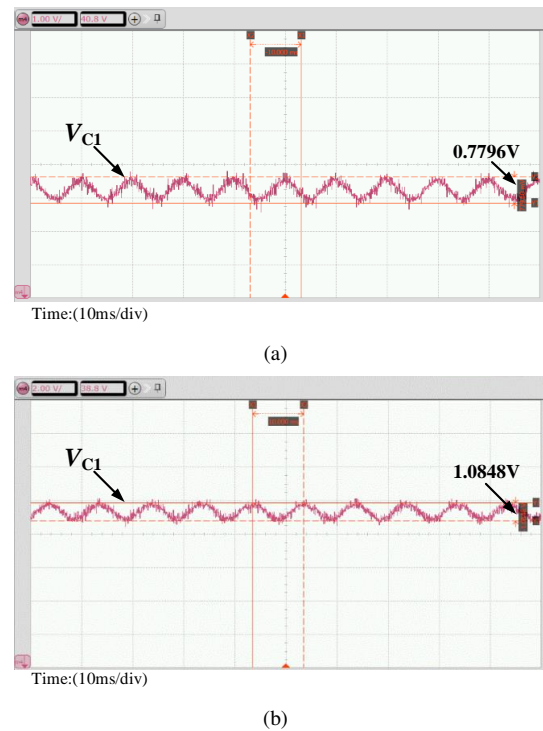 1.00 V/ 40.8 V
V_C1
0.7796V
Time:(10ms/div)
(a)
2.00 V/ 38.8 V
V_C1
1.0848V
Time:(10ms/div)
(b)